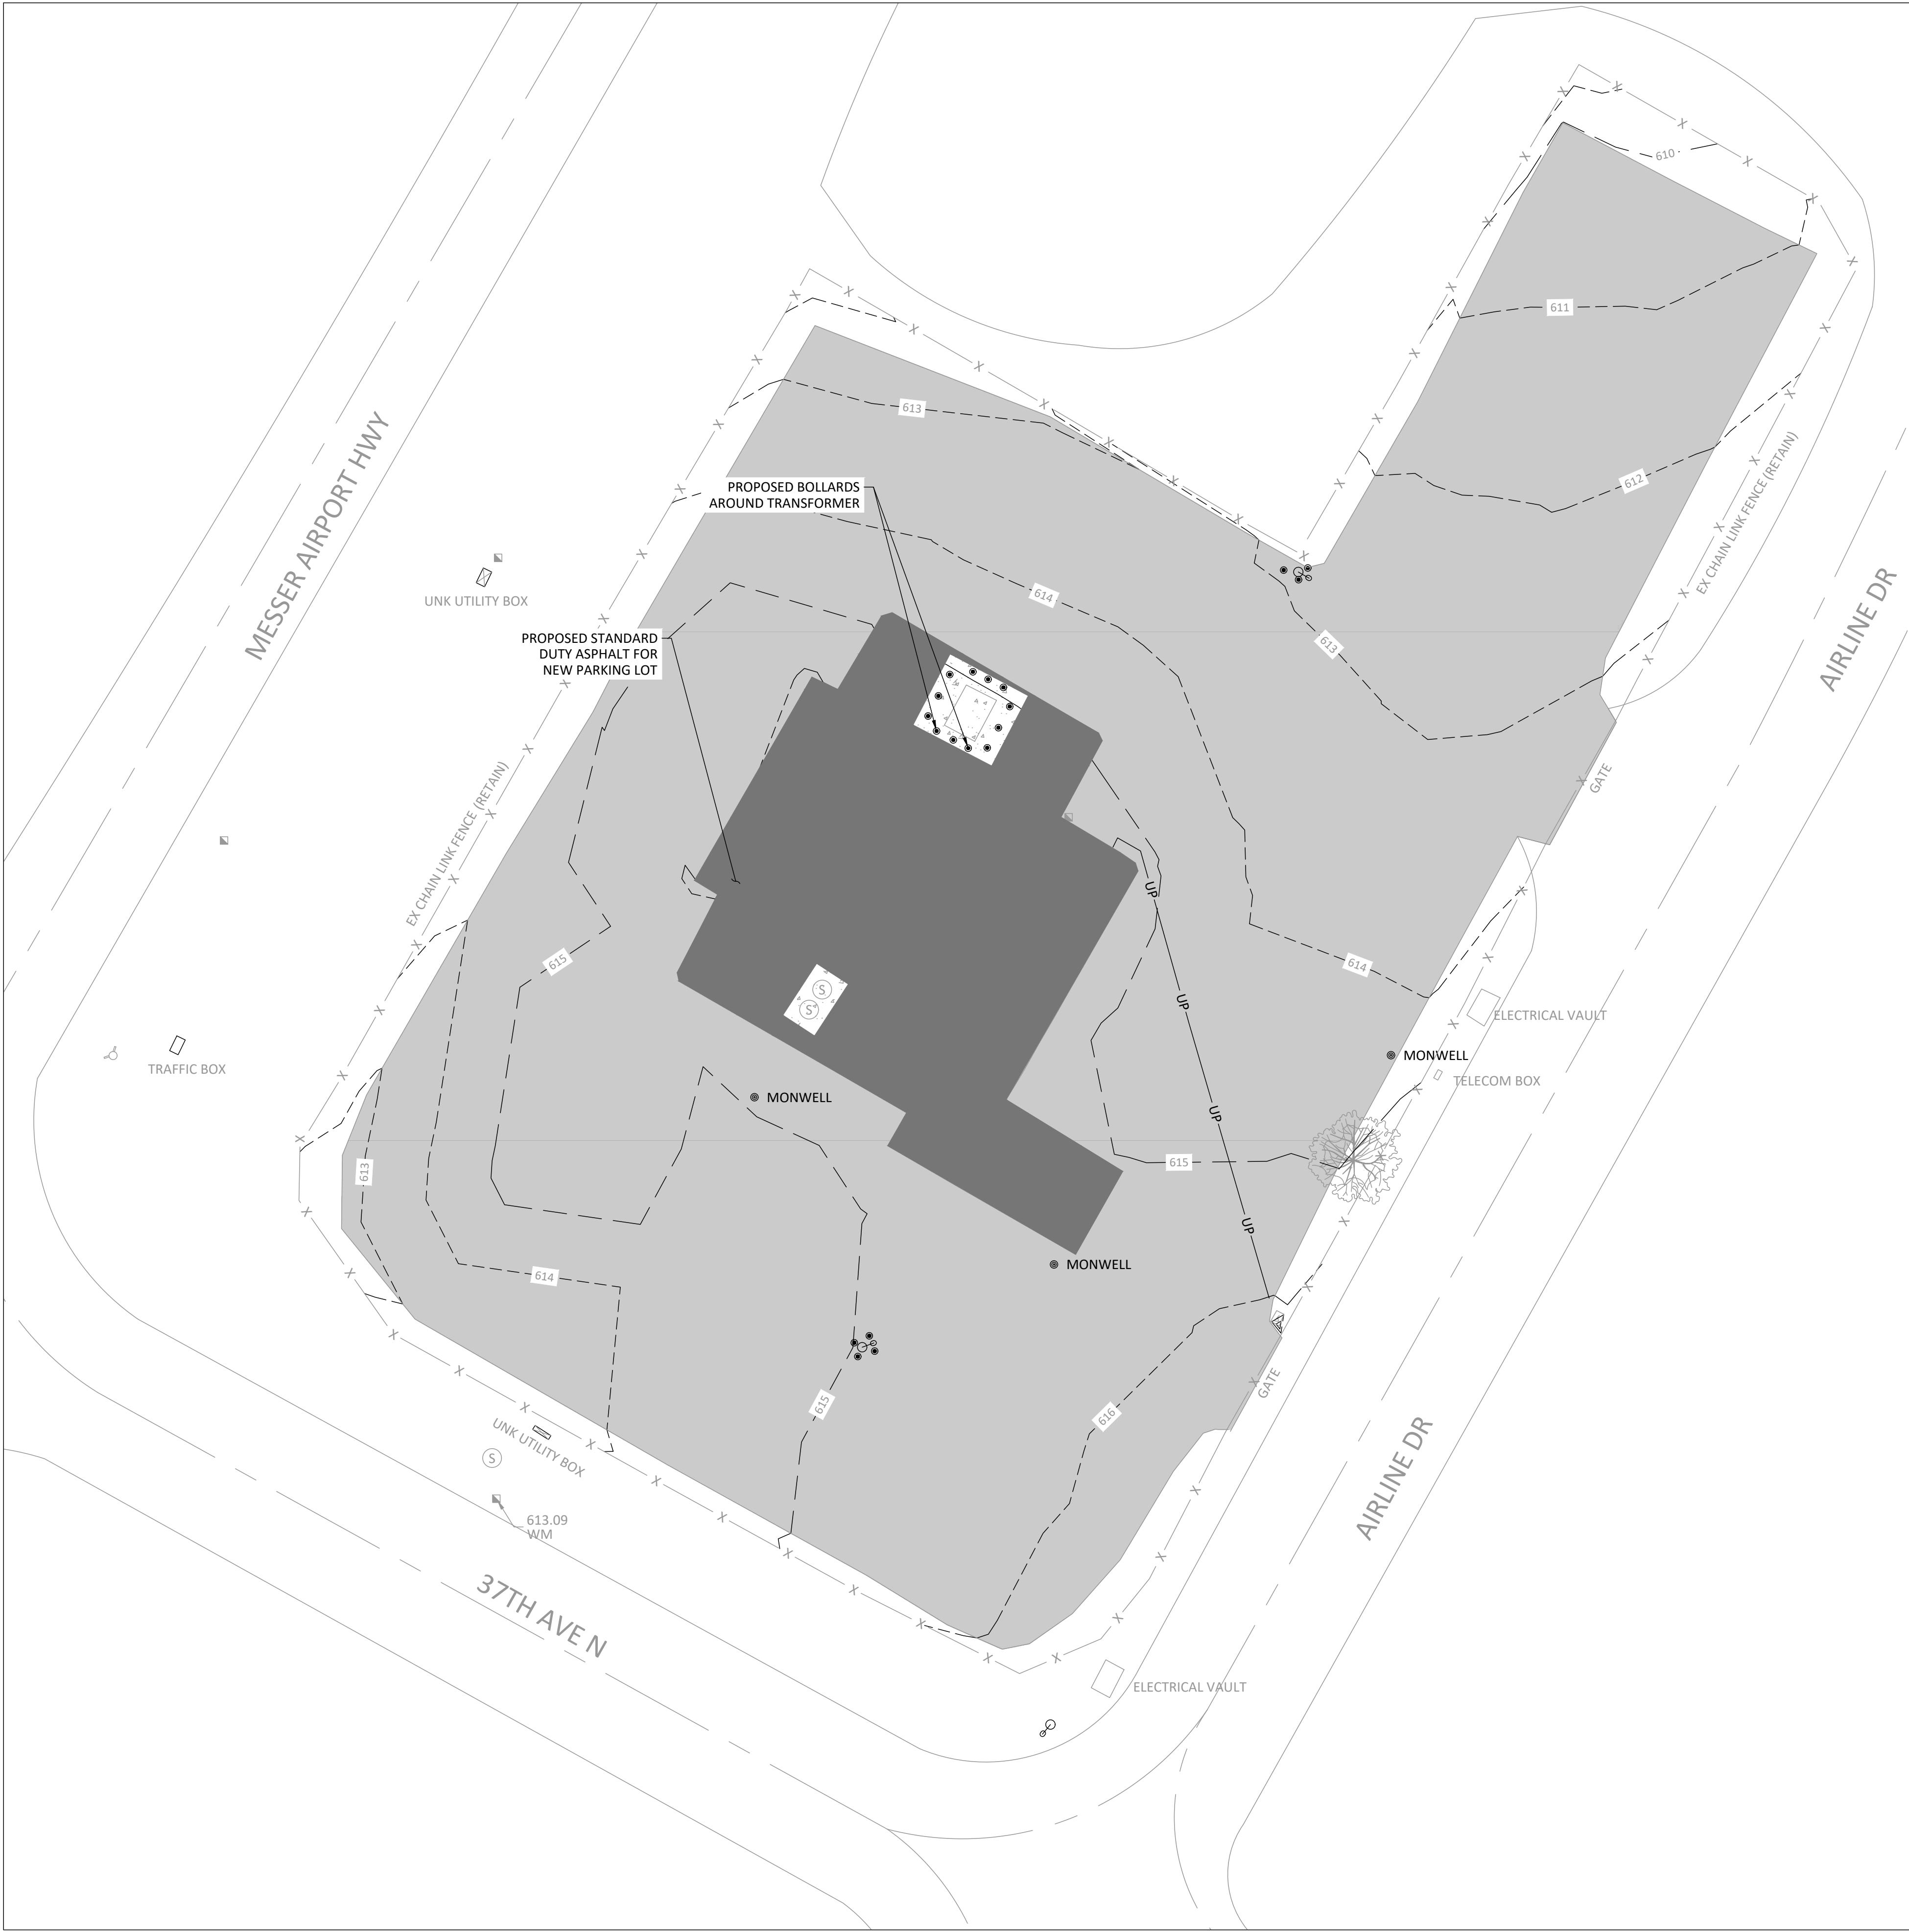 610
611
613
MESSER AIRPORT HWY
EX CHAIN LINK FENCE (RETAIN)
612
PROPOSED BOLLARDS
AROUND TRANSFORMER
UNK UTILITY BOX
614
AIRLINE DR
PROPOSED STANDARD
DUTY ASPHALT FOR
NEW PARKING LOT
613
GATE
EX CHAIN LINK FENCE (RETAIN)
UP
615
614
S
S
UP
ELECTRICAL VAULT
TRAFFIC BOX
MONWELL
TELECOM BOX
MONWELL
UP
613
615
UP
MONWELL
614
GATE
615
616
UNK UTILITY BOX
S
AIRLINE DR
613.09
WM
37TH AVE N
ELECTRICAL VAULT